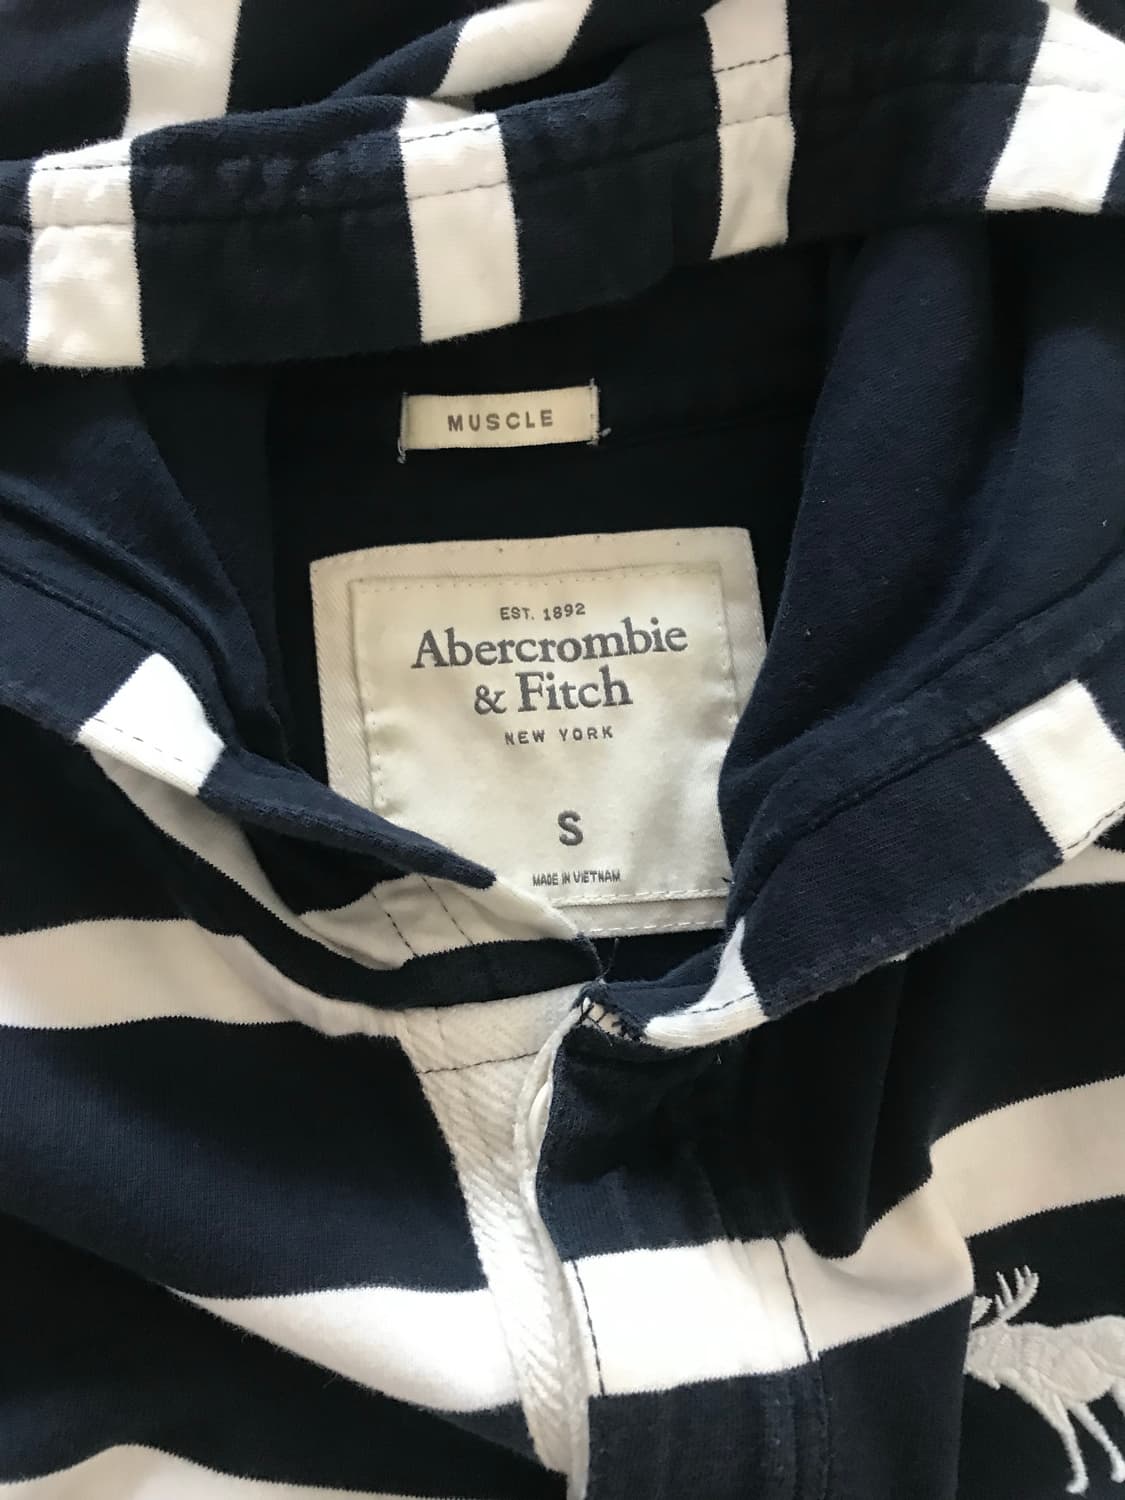 MUSCLE
EST. 1892
Abercrombie
& Fitch
NEW YORK
S
MADE IN VIETNAM